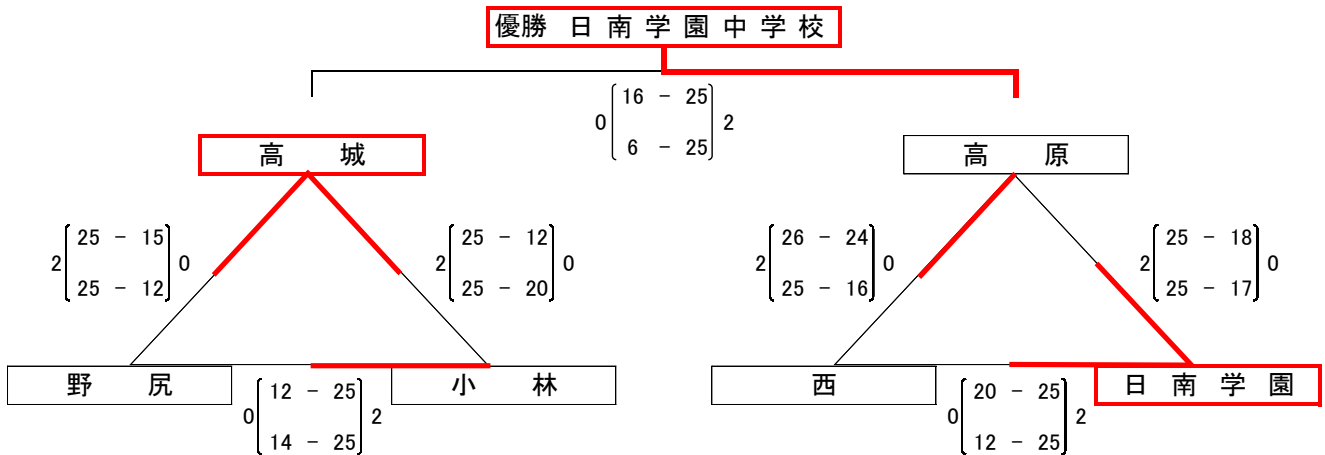 優勝 日南学園中学校
0 16 - 25 2
6 - 25
高城
高原
2 25 - 15 0
25 - 12
2 25 - 12 0
25 - 20
2 26 - 24 0
25 - 16
2 25 - 18 0
25 - 17
野尻
小林
西
日南学園
0 12 - 25 2
14 - 25
0 20 - 25 2
12 - 25